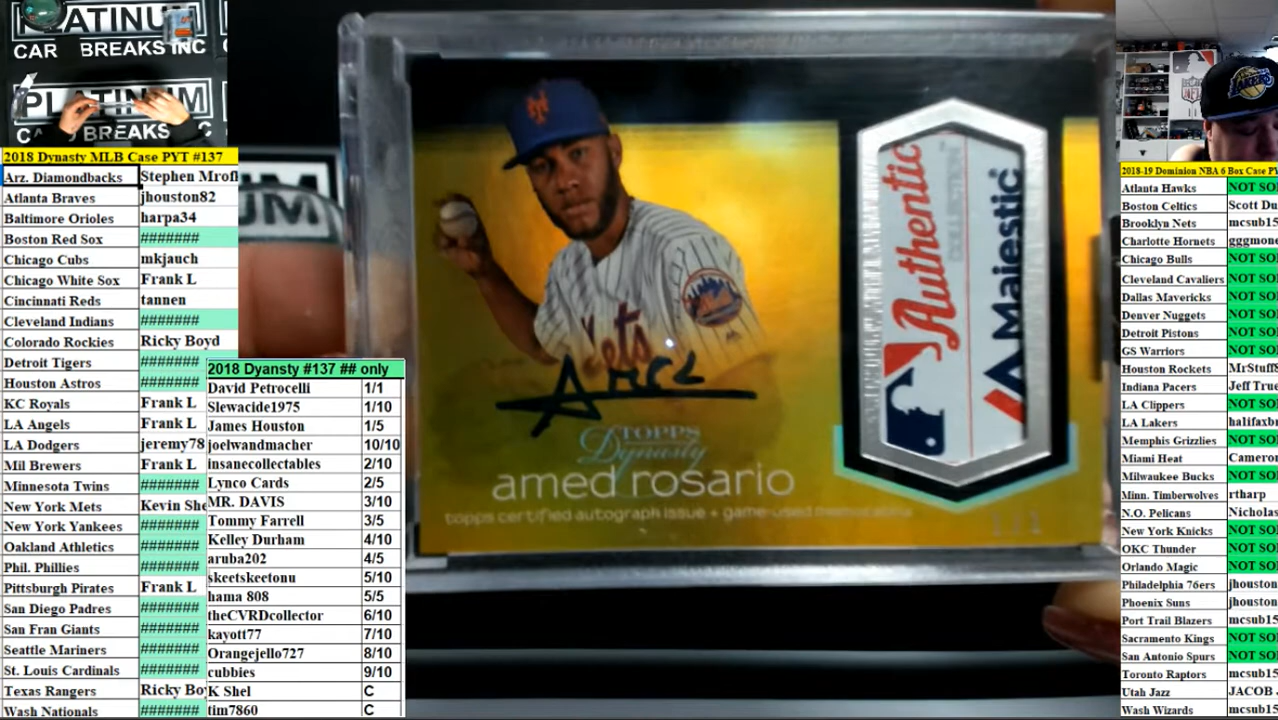 PLATINUM
CAR BREAKS INC
PLATINUM
CA BREAKS C
2018 Dynasty MLB Case PYT #137
Arz. Diamondbacks Stephen Mrofl
Atlanta Braves jhouston82
Baltimore Orioles harpa34
Boston Red Sox #######
Chicago Cubs mkjauch
Chicago White Sox Frank L
Cincinnati Reds tannen
Cleveland Indians #######
Colorado Rockies Ricky Boyd
Detroit Tigers #######
Houston Astros #######
KC Royals Frank L
LA Angels Frank L
LA Dodgers jeremy78
Mil Brewers Frank L
Minnesota Twins #######
New York Mets Kevin She
New York Yankees #######
Oakland Athletics #######
Phil. Phillies #######
Pittsburgh Pirates Frank L
San Diego Padres #######
San Fran Giants #######
Seattle Mariners #######
St. Louis Cardinals #######
Texas Rangers Ricky Bo
Wash Nationals #######
2018 Dyansty #137 ## only
David Petrocelli 1/1
Slewacide1975 1/10
James Houston 1/5
joelwandmacher 10/10
insanecollectables 2/10
Lynco Cards 2/5
MR. DAVIS 3/10
Tommy Farrell 3/5
Kelley Durham 4/10
aruba202 4/5
skeetskeetonu 5/10
hama 808 5/5
theCVRDcollector 6/10
kayott77 7/10
Orangejello727 8/10
cubbies 9/10
K Shel C
tim7860 C
UM
Mets
Mets
TOPPS
Dynasty
amed rosario
topps certified autograph issue • game-used memorabilia
1/1
Authentic
COLLECTION
Majestic
LAKERS
NFL
2018-19 Dominion NBA 6 Box Case PY
Atlanta Hawks NOT SO
Boston Celtics Scott Du
Brooklyn Nets mcsub15
Charlotte Hornets gggmone
Chicago Bulls NOT SO
Cleveland Cavaliers NOT SO
Dallas Mavericks NOT SO
Denver Nuggets NOT SO
Detroit Pistons NOT SO
GS Warriors NOT SO
Houston Rockets MrStuff8
Indiana Pacers Jeff True
LA Clippers NOT SO
LA Lakers halifaxb
Memphis Grizzlies NOT SO
Miami Heat Cameron
Milwaukee Bucks NOT SO
Minn. Timberwolves rtharp
N.O. Pelicans Nicholas
New York Knicks NOT SO
OKC Thunder NOT SO
Orlando Magic NOT SO
Philadelphia 76ers jhouston
Phoenix Suns jhouston
Port Trail Blazers mcsub15
Sacramento Kings NOT SO
San Antonio Spurs NOT SO
Toronto Raptors mcsub15
Utah Jazz JACOB
Wash Wizards mcsub15